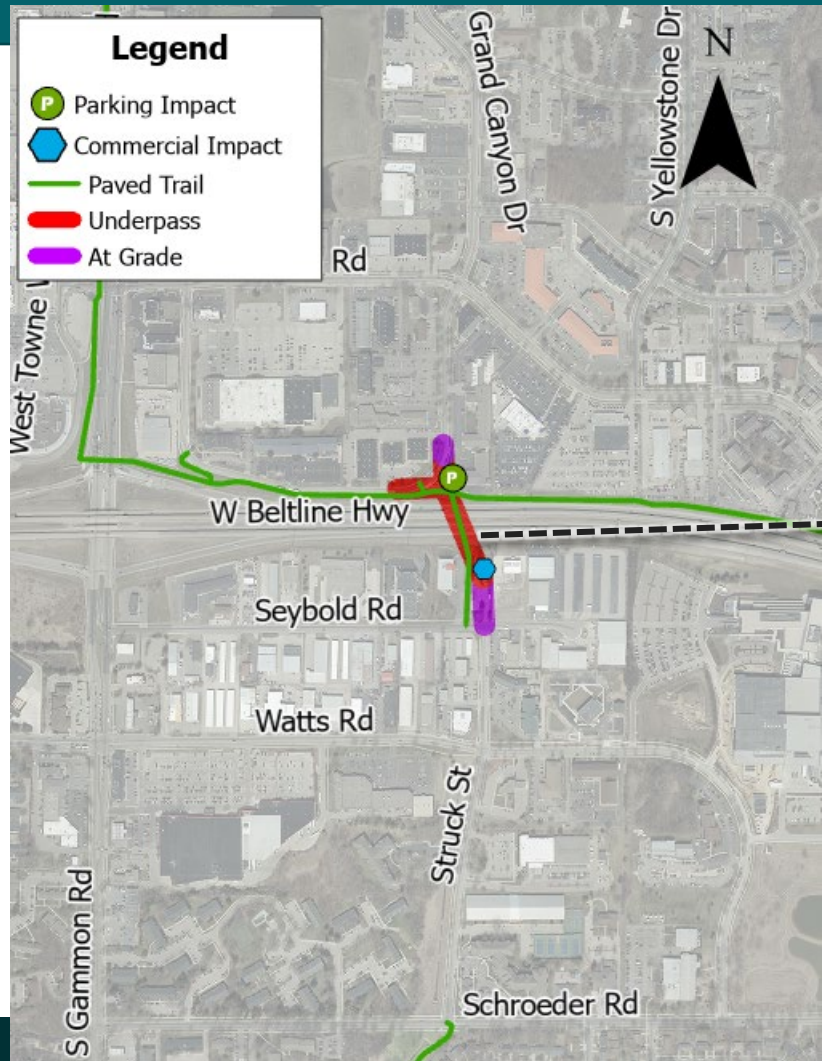 Legend
P Parking Impact
Commercial Impact
Paved Trail
Underpass
At Grade
Grand Canyon Dr
S Yellowstone Dr
N
Rd
West Towne
P
W Beltline Hwy
Seybold Rd
Watts Rd
Struck St
S Gammon Rd
Schroeder Rd